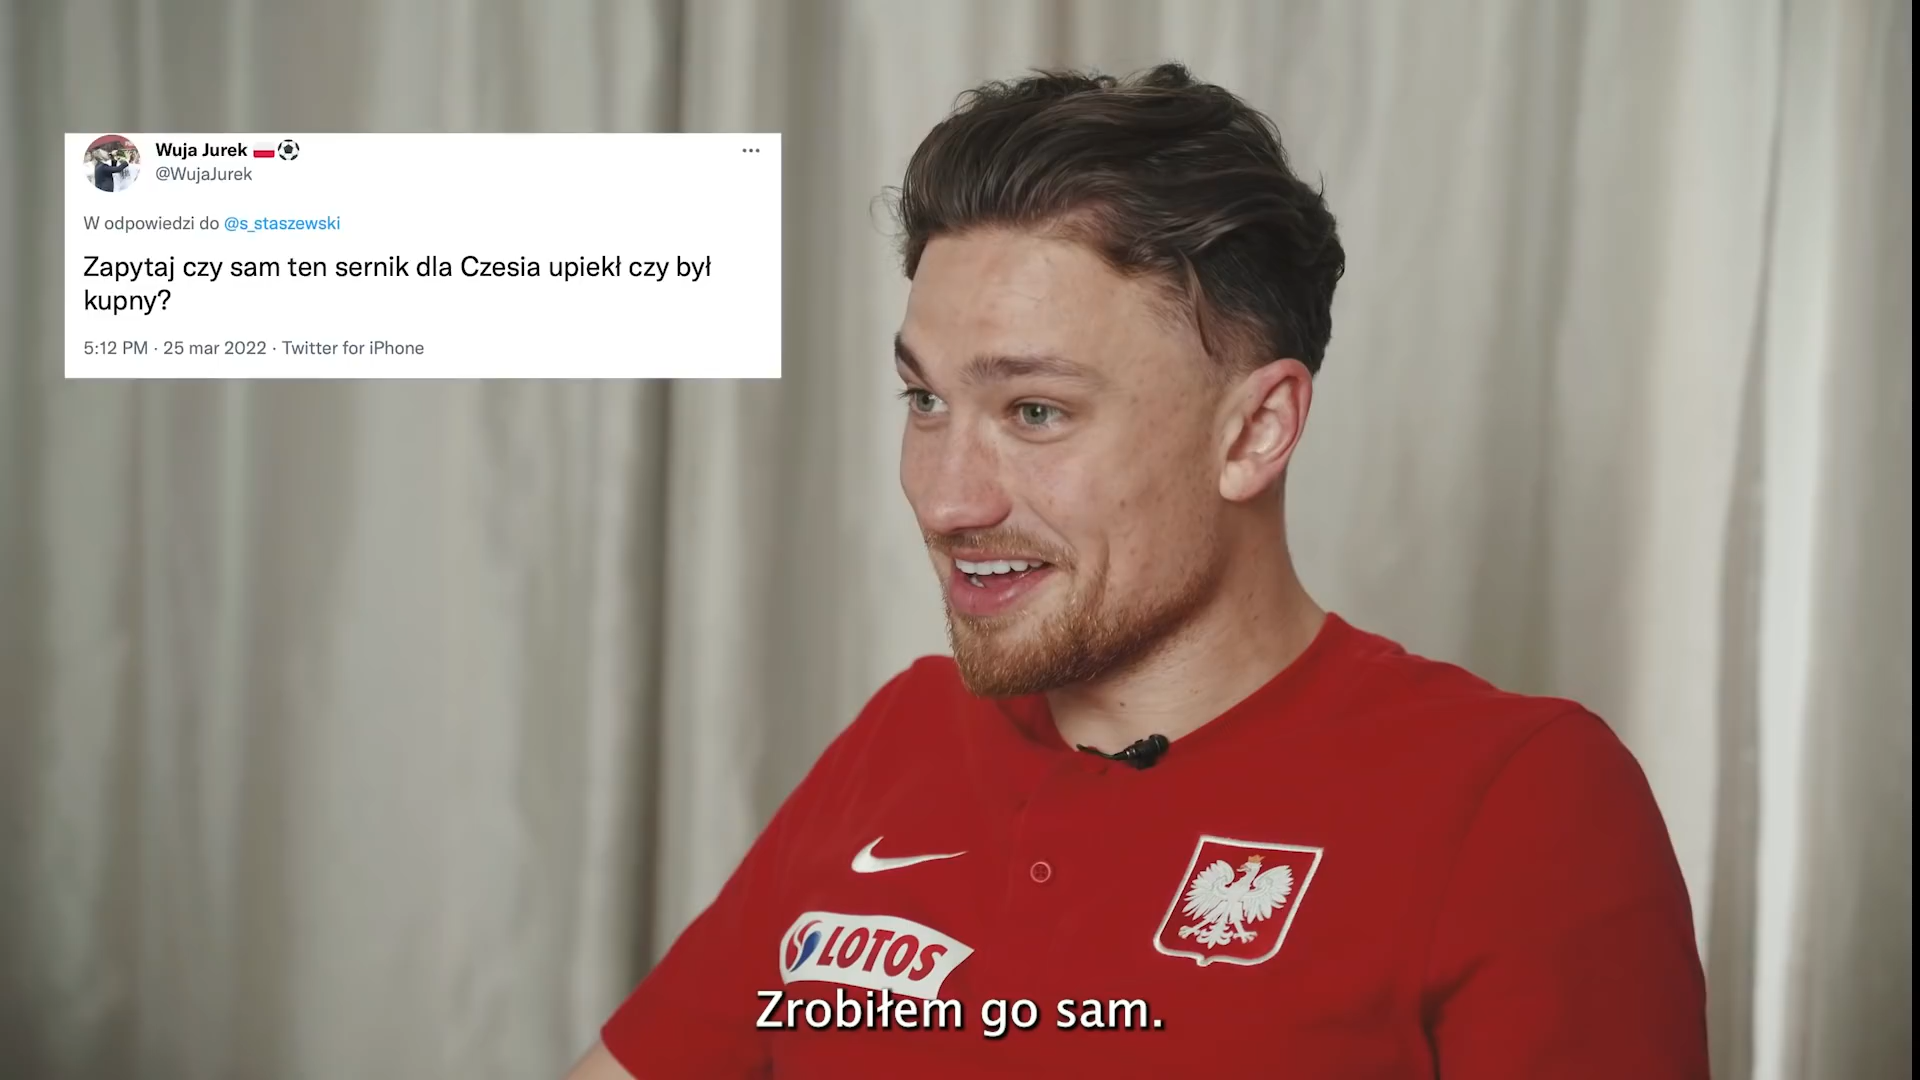 Wuja Jurek 🇵🇱⚽
@WujaJurek
W odpowiedzi do @s_staszewski
Zapytaj czy sam ten sernik dla Czesia upiekł czy był
kupny?
5:12 PM · 25 mar 2022 · Twitter for iPhone
LOTOS
Zrobiłem go sam.